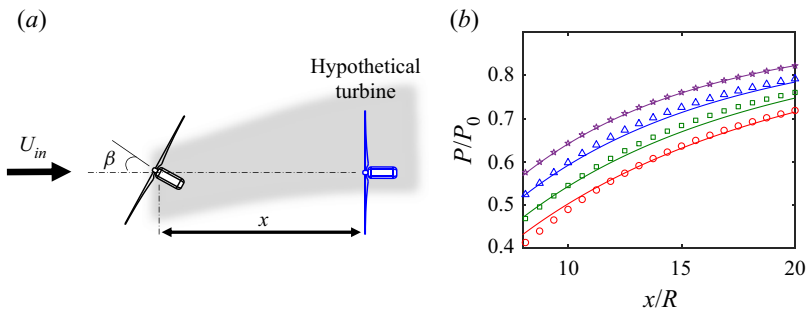 (a)
(b)
Hypothetical
turbine
U_in
β
x
P/P_0
0.8
0.7
0.6
0.5
0.4
10
15
20
x/R